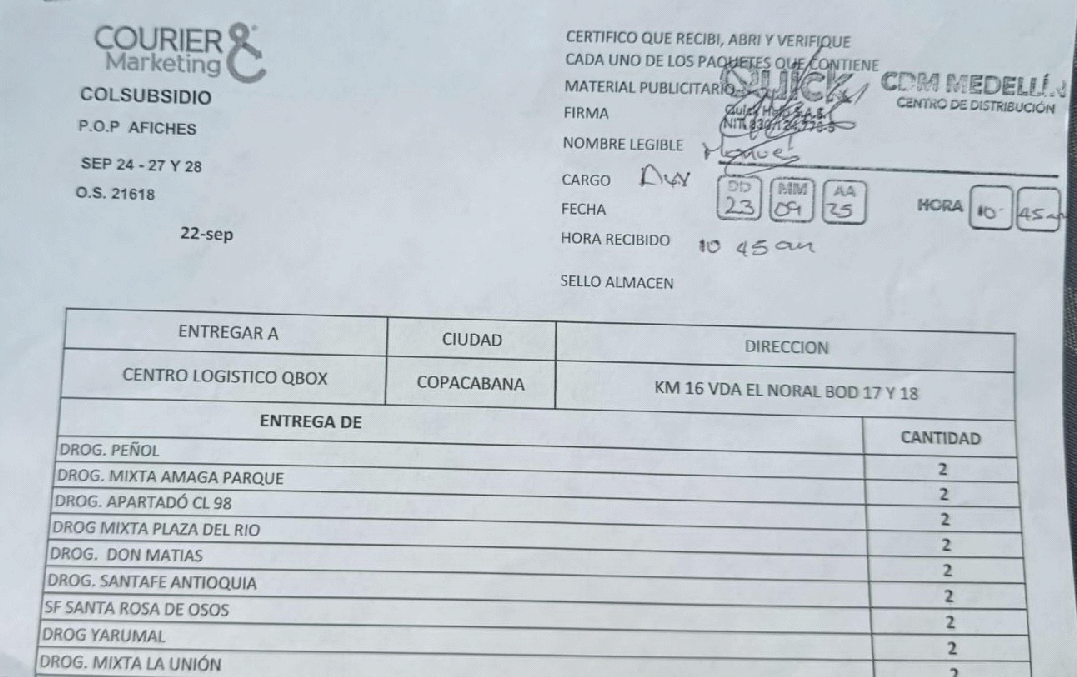 COURIER &
Marketing
COLSUBSIDIO
P.O.P AFICHES
SEP 24 - 27 Y 28
O.S. 21618
22-sep
CERTIFICO QUE RECIBI, ABRI Y VERIFIQUE
CADA UNO DE LOS PAQUETES QUE CONTIENE
MATERIAL PUBLICITARIO
QUICK
CDM MEDELLÍN
CENTRO DE DISTRIBUCIÓN
FIRMA
NIT.
NOMBRE LEGIBLE Manuel
CARGO
FECHA
DD MM AA
23 09 25
HORA 10 45 am
HORA RECIBIDO 10 45 am
SELLO ALMACEN
ENTREGAR A CIUDAD DIRECCION
CENTRO LOGISTICO QBOX COPACABANA KM 16 VDA EL NORAL BOD 17 Y 18
ENTREGA DE CANTIDAD
DROG. PEÑOL 2
DROG. MIXTA AMAGA PARQUE 2
DROG. APARTADÓ CL 98 2
DROG MIXTA PLAZA DEL RIO 2
DROG. DON MATIAS 2
DROG. SANTAFE ANTIOQUIA 2
SF SANTA ROSA DE OSOS 2
DROG YARUMAL 2
DROG. MIXTA LA UNIÓN 2